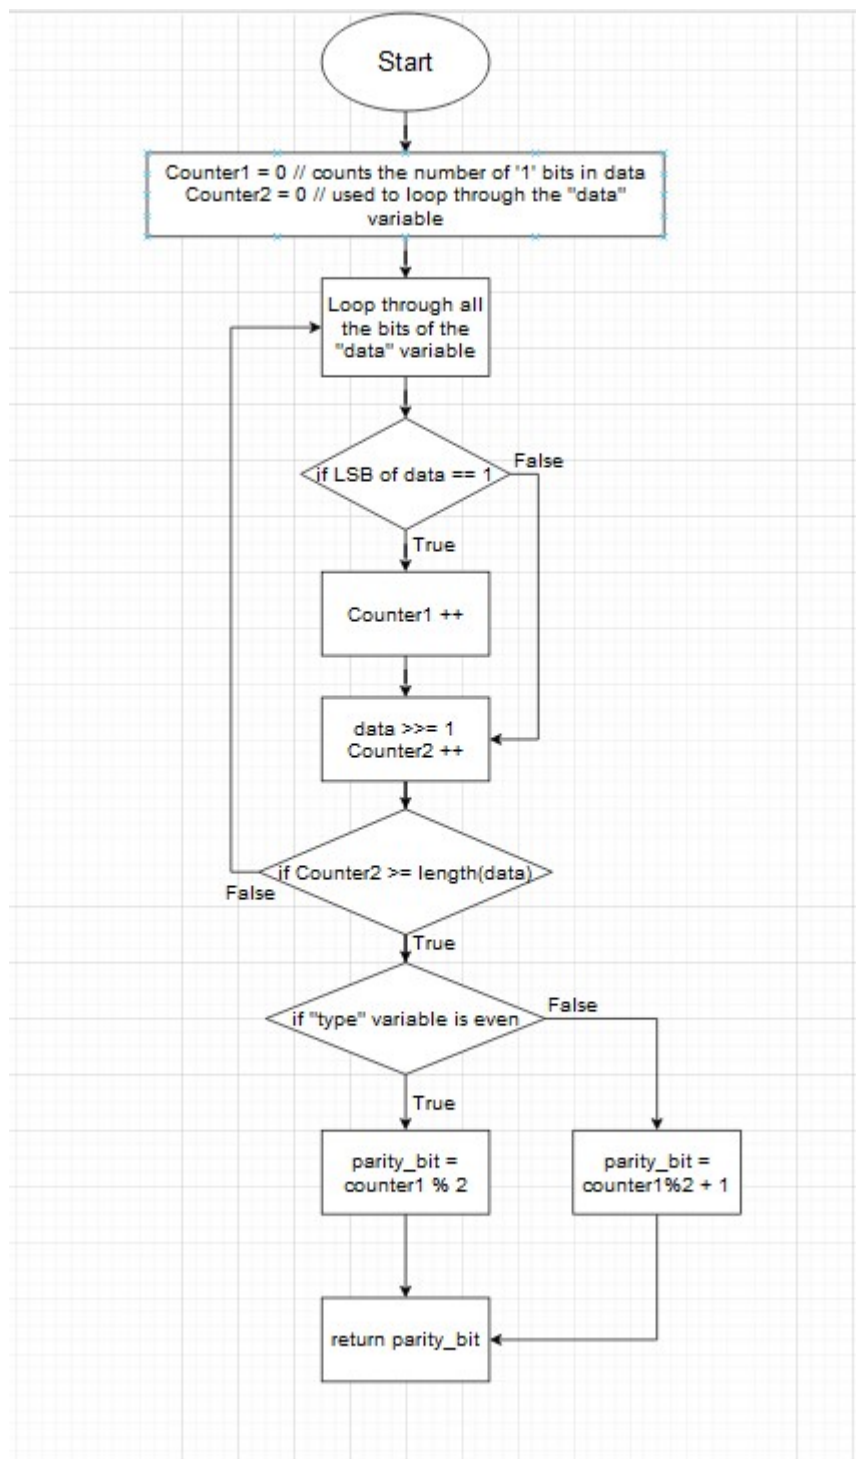 Start
Counter1 = 0 // counts the number of '1' bits in data
Counter2 = 0 // used to loop through the "data"
variable
Loop through all
the bits of the
"data" variable
if LSB of data == 1
False
True
Counter1 ++
data >>= 1
Counter2 ++
if Counter2 >= length(data)
False
True
if "type" variable is even
False
True
parity_bit =
counter1 % 2
parity_bit =
counter1%2 + 1
return parity_bit